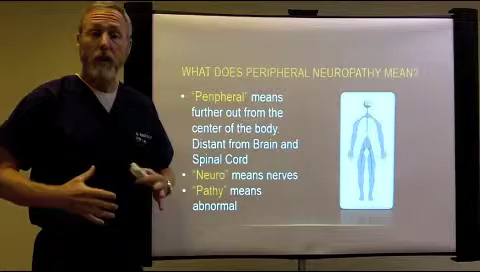 WHAT DOES PERIPHERAL NEUROPATHY MEAN?
• "Peripheral" means
further out from the
center of the body.
Distant from Brain and
Spinal Cord
• "Neuro" means nerves
• "Pathy" means
abnormal